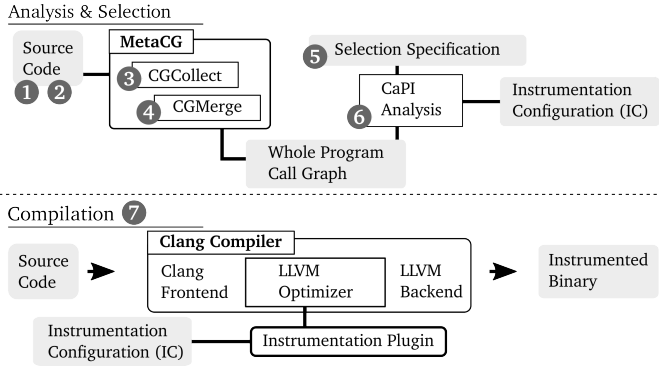 Analysis & Selection
Source
Code
1 2
MetaCG
3 CGCollect
4 CGMerge
5 Selection Specification
CaPI
6 Analysis
Instrumentation
Configuration (IC)
Whole Program
Call Graph
Compilation 7
Source
Code
Clang Compiler
Clang
Frontend
LLVM
Optimizer
LLVM
Backend
Instrumented
Binary
Instrumentation
Configuration (IC)
Instrumentation Plugin